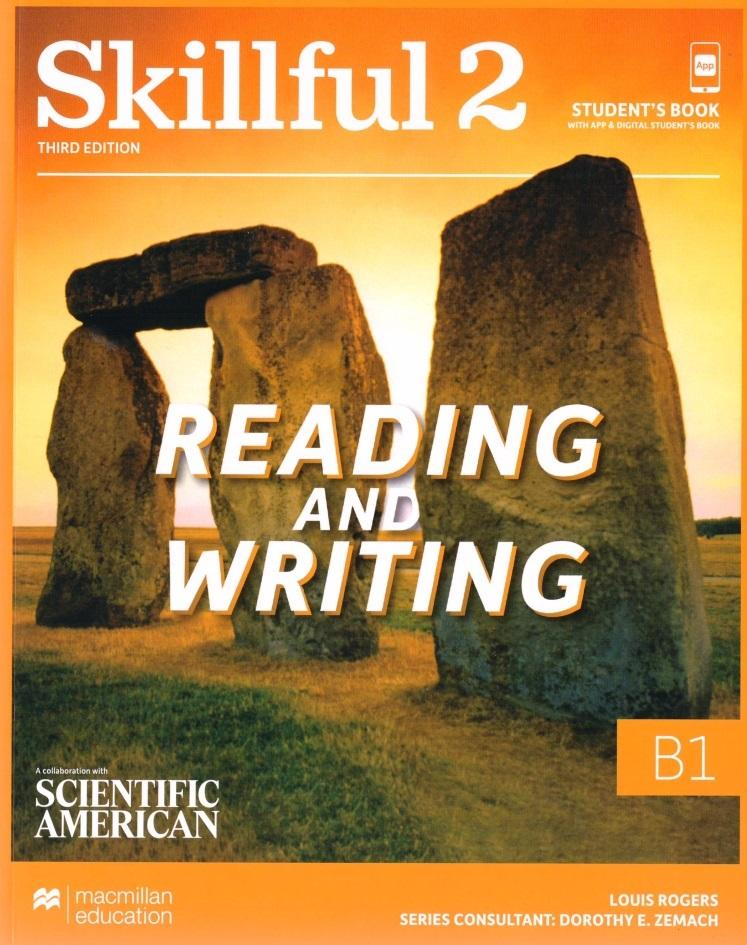 Skillful 2
App
STUDENT'S BOOK
WITH APP & DIGITAL STUDENT'S BOOK
THIRD EDITION
READING
AND
WRITING
B1
A collaboration with
SCIENTIFIC
AMERICAN
macmillan
education
LOUIS ROGERS
SERIES CONSULTANT: DOROTHY E. ZEMACH